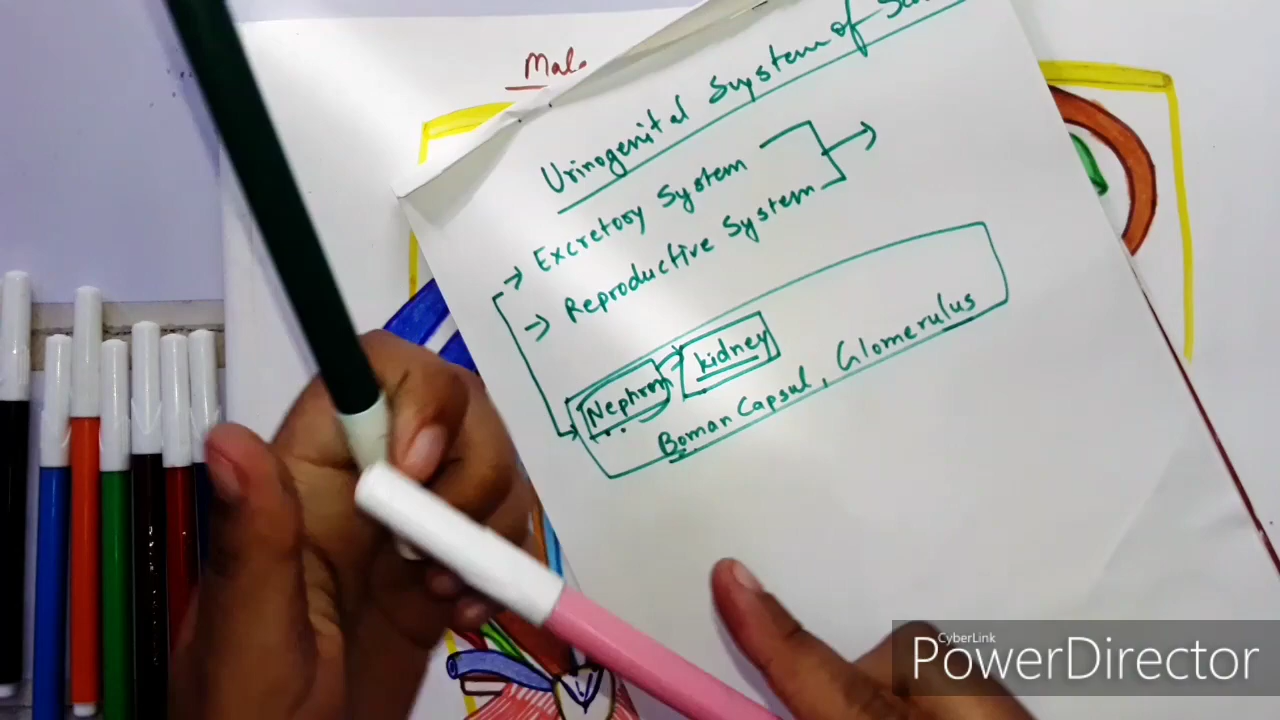 Male
Urinogenital System of
→ Excretory System
→ Reproductive System
Nephron → kidney
Boman Capsul, Glomerulus
CyberLink
PowerDirector